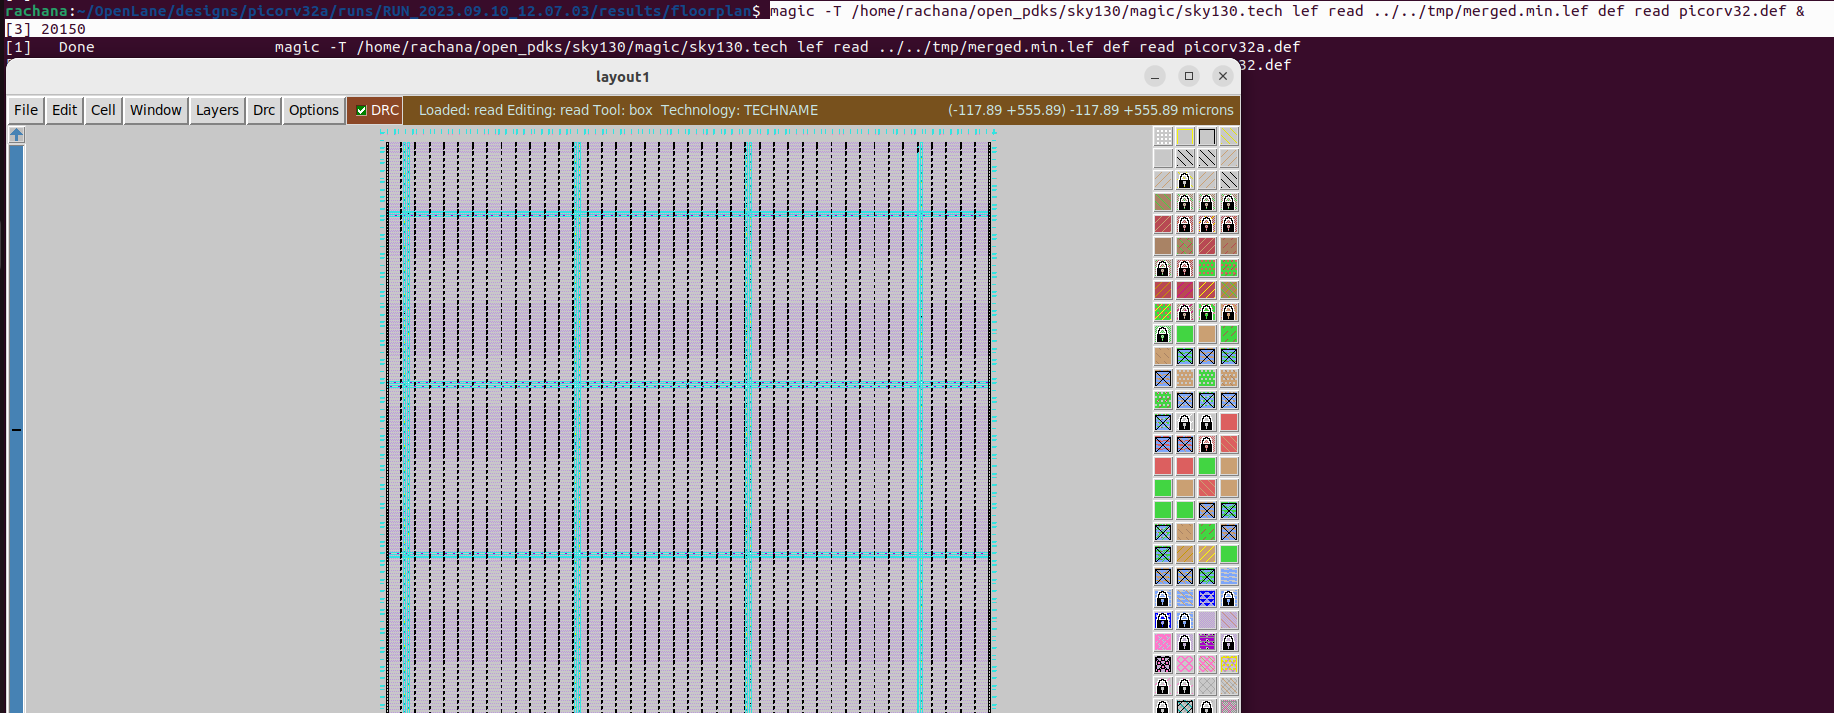 rachana:~/OpenLane/designs/picorv32a/runs/RUN_2023.09.10_12.07.03/results/floorplan$ magic -T /home/rachana/open_pdks/sky130/magic/sky130.tech lef read ../../tmp/merged.min.lef def read picorv32.def &
[3] 20150
[1]   Done                    magic -T /home/rachana/open_pdks/sky130/magic/sky130.tech lef read ../../tmp/merged.min.lef def read picorv32a.def
32.def
layout1
File Edit Cell Window Layers Drc Options DRC Loaded: read Editing: read Tool: box Technology: TECHNAME (-117.89 +555.89) -117.89 +555.89 microns